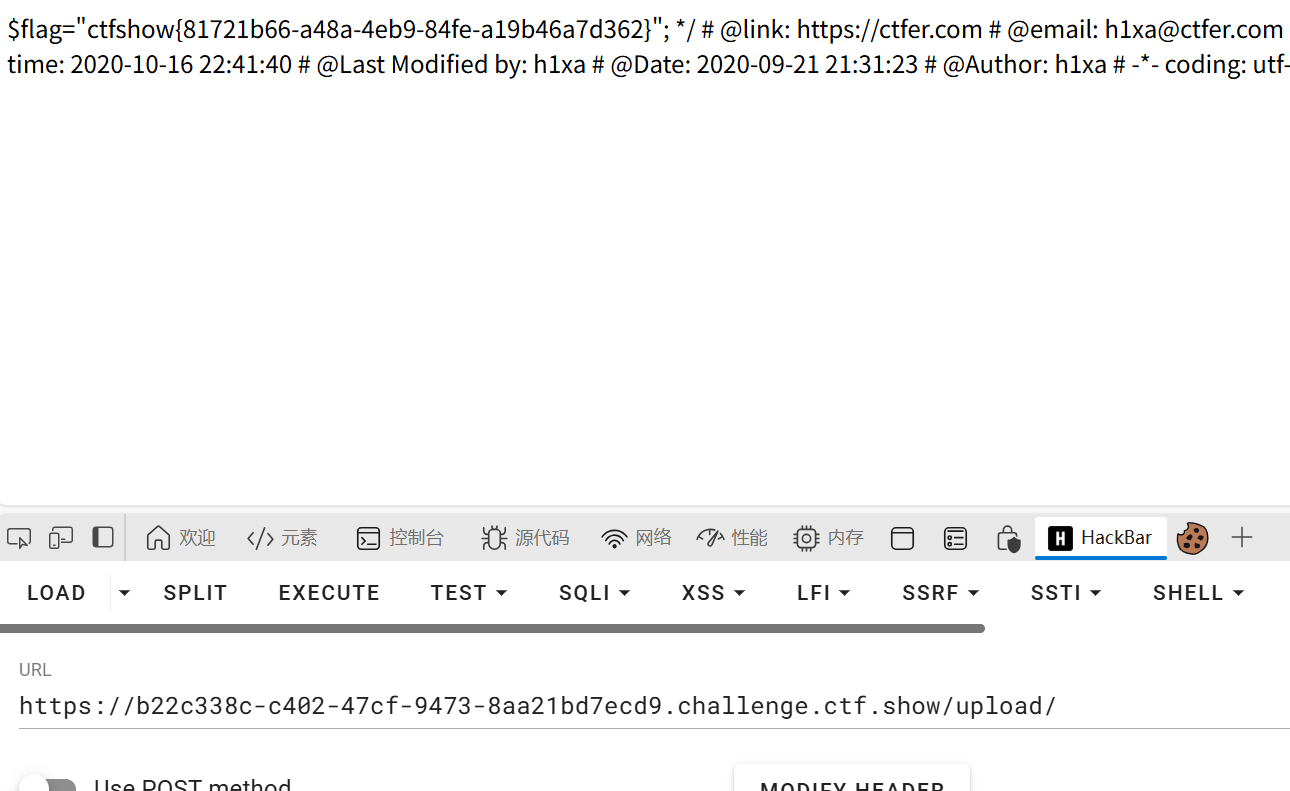 $flag="ctfshow{81721b66-a48a-4eb9-84fe-a19b46a7d362}"; */ # @link: https://ctfer.com # @email: h1xa@ctfer.com
time: 2020-10-16 22:41:40 # @Last Modified by: h1xa # @Date: 2020-09-21 21:31:23 # @Author: h1xa # -*- coding: utf-
欢迎 </> 元素 控制台 源代码 网络 性能 内存 H HackBar
LOAD SPLIT EXECUTE TEST SQLI XSS LFI SSRF SSTI SHELL
URL
https://b22c338c-c402-47cf-9473-8aa21bd7ecd9.challenge.ctf.show/upload/
Use POST method MODIFY HEADER